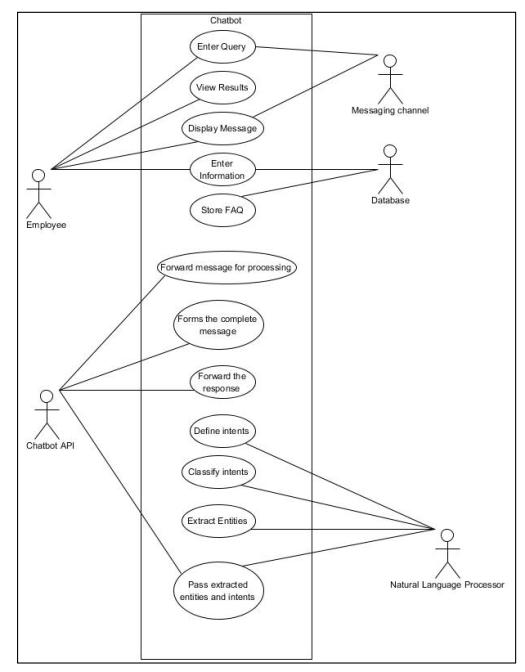 Chatbot
Enter Query
View Results
Messaging channel
Display Message
Enter
Information
Database
Store FAQ
Employee
Forward message for processing
Forms the complete
message
Forward the
response
Define intents
Chatbot API
Classify intents
Extract Entities
Pass extracted
entities and intents
Natural Language Processor